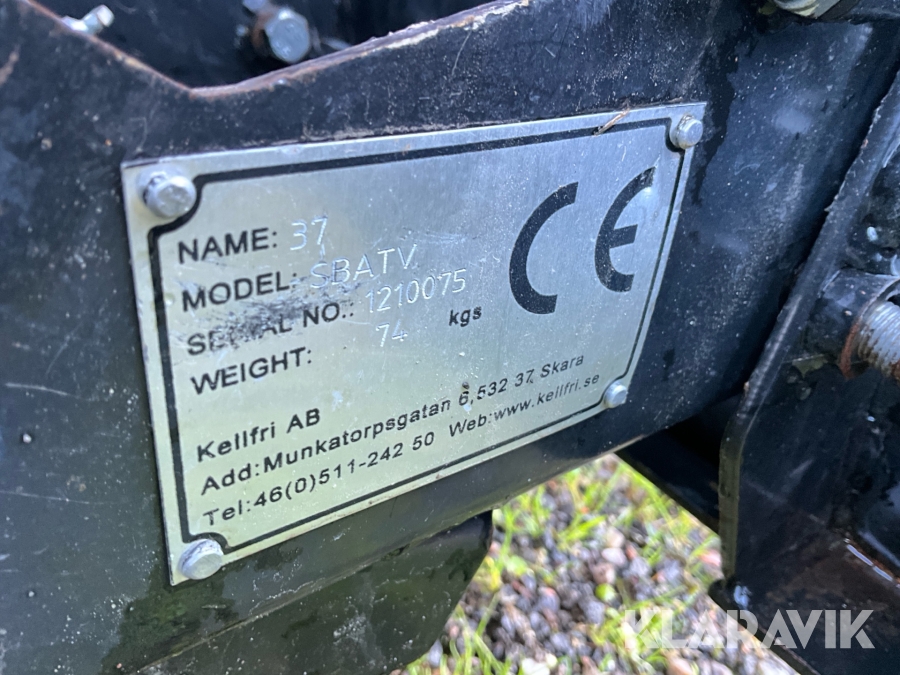 NAME: 37
MODEL: SBATV
SERIAL NO.: 1210075
WEIGHT: 74 kgs
CE
Kellfri AB
Add:Munkatorpsgatan 6,532 37 Skara
Tel:46(0)511-242 50 Web:www.kellfri.se
KLARAVIK